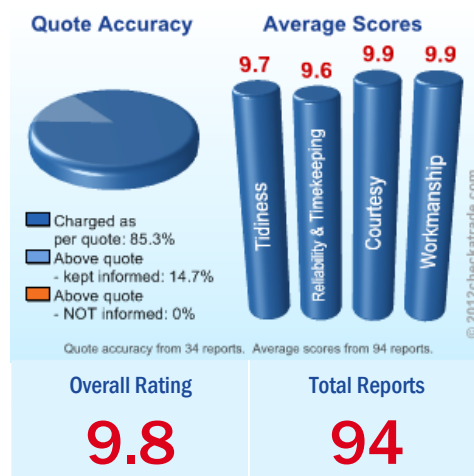 Quote Accuracy
Average Scores
9.7
9.6
9.9
9.9
Tidiness
Reliability & Timekeeping
Courtesy
Workmanship
Charged as
per quote: 85.3%
Above quote
- kept informed: 14.7%
Above quote
- NOT informed: 0%
© 2012checkatrade.com
Quote accuracy from 34 reports. Average scores from 94 reports.
Overall Rating
Total Reports
9.8
94